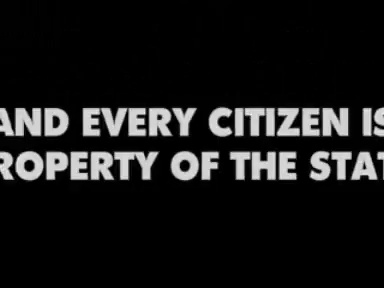 AND EVERY CITIZEN IS
ROPERTY OF THE STAT